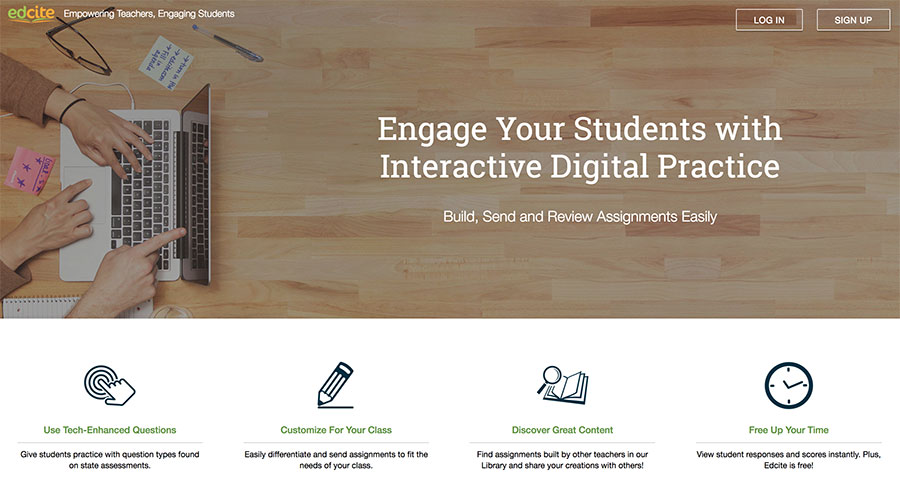 edcite Empowering Teachers, Engaging Students
LOG IN
SIGN UP
Engage Your Students with
Interactive Digital Practice
Build, Send and Review Assignments Easily
Use Tech-Enhanced Questions
Give students practice with question types found
on state assessments.
Customize For Your Class
Easily differentiate and send assignments to fit the
needs of your class.
Discover Great Content
Find assignments built by other teachers in our
Library and share your creations with others!
Free Up Your Time
View student responses and scores instantly. Plus,
Edcite is free!